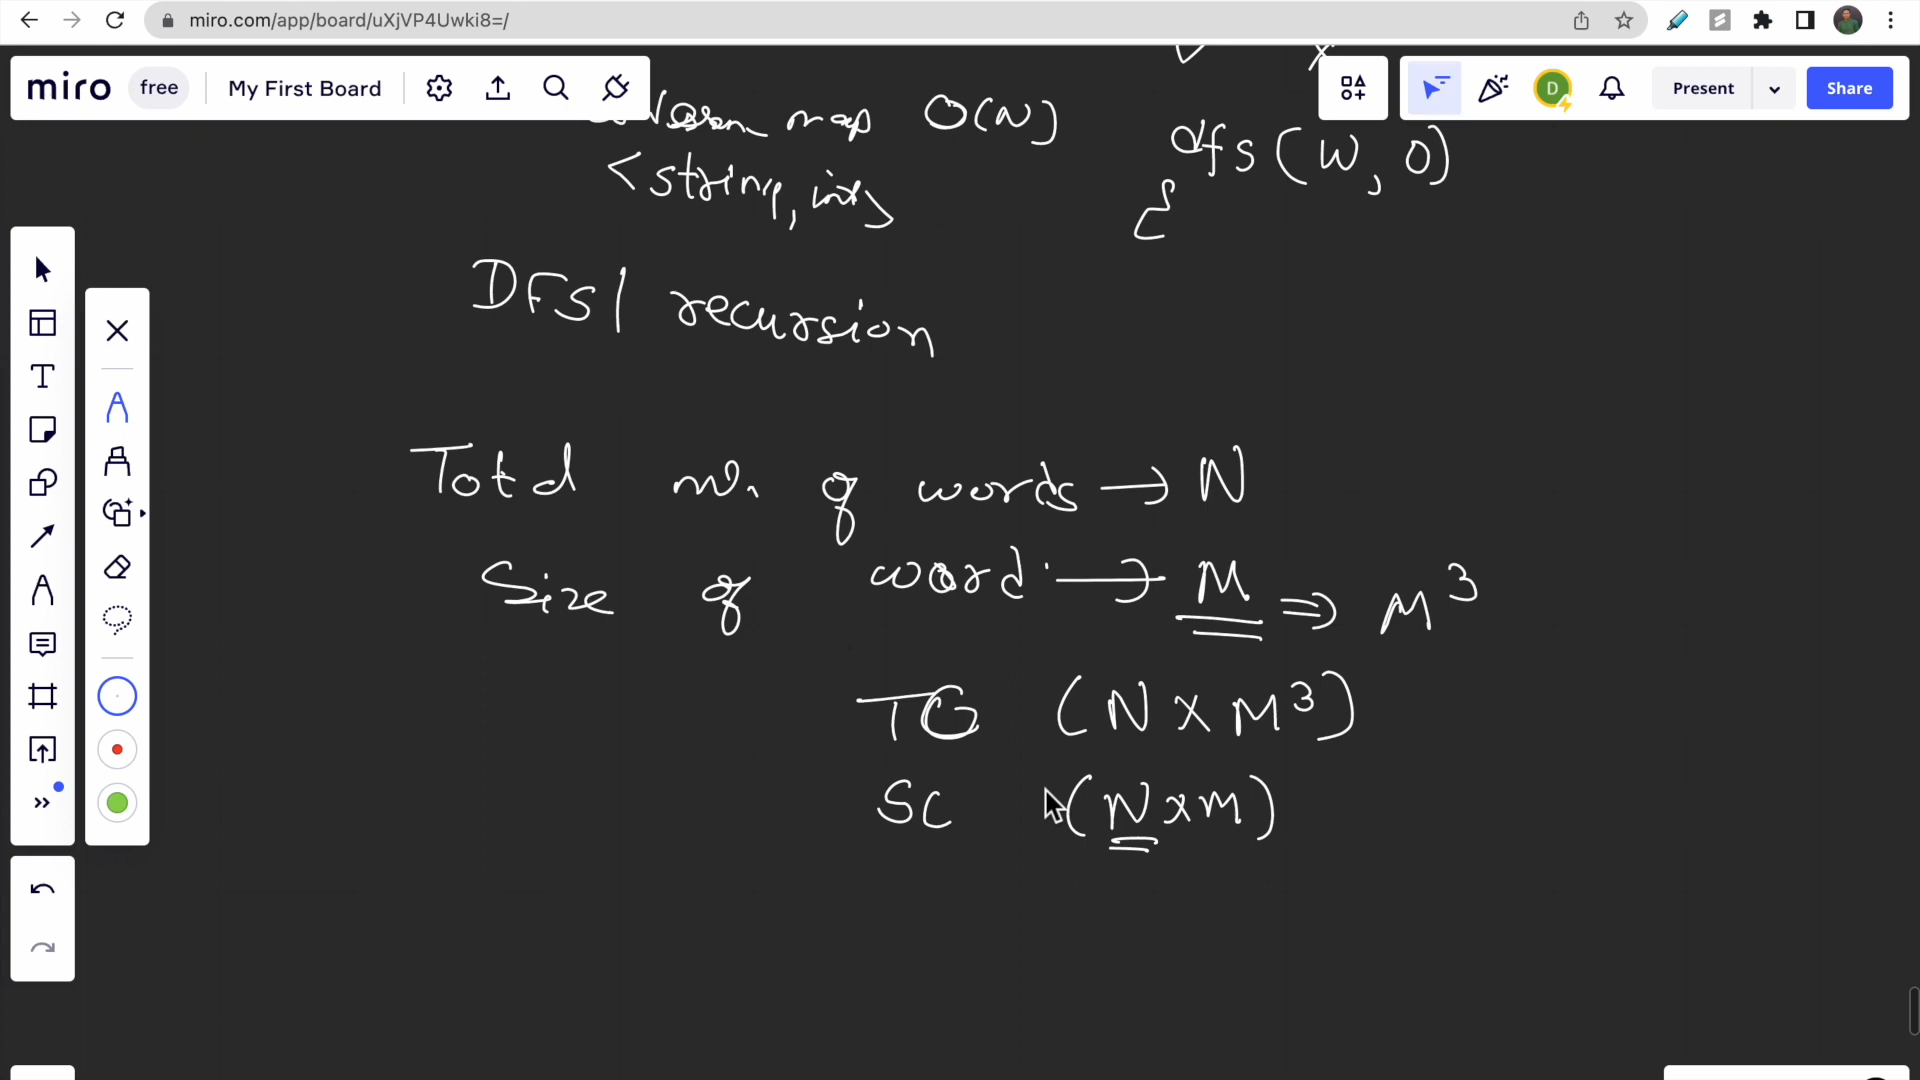 miro.com/app/board/uXjVP4Uwki8=/
miro free My First Board
D Present Share
map O(N)
<string, int>
dfs(W, O)
{
DFS| recursion
Total no. of words → N
Size of word → M ⇒ M³
TC (N x M³)
SC (N x M)